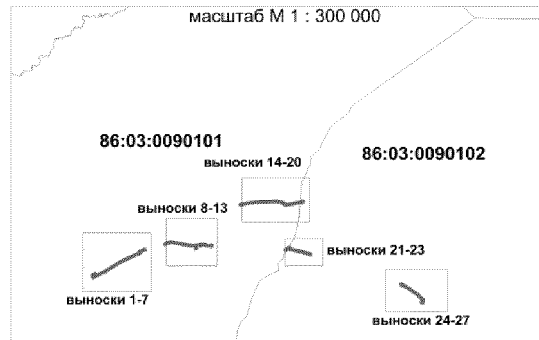 масштаб М 1 : 300 000
86:03:0090101
86:03:0090102
выноски 14-20
выноски 8-13
выноски 21-23
выноски 1-7
выноски 24-27